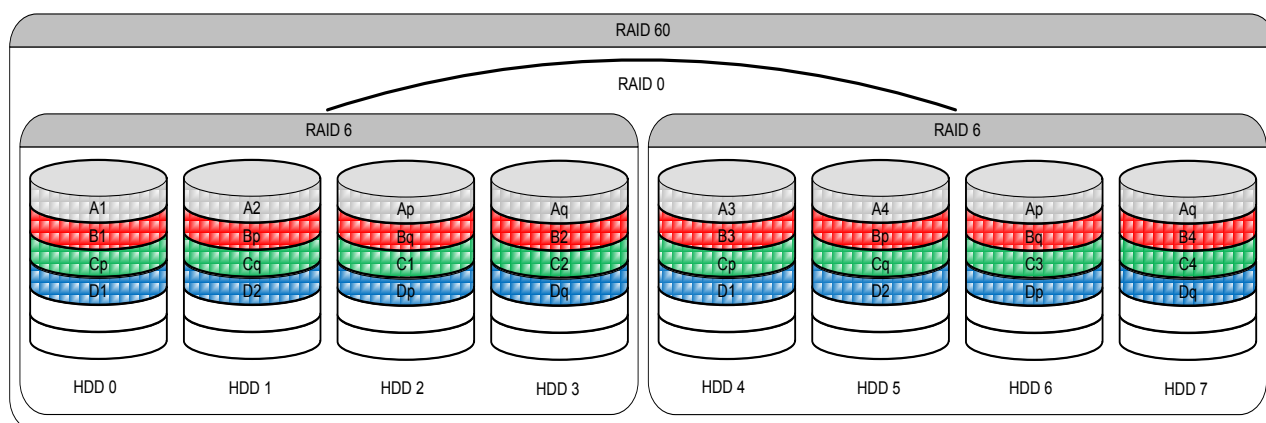 RAID 60
RAID 0
RAID 6
RAID 6
A1 A2 Ap Aq A3 A4 Ap Aq
B1 Bp Bq B2 B3 Bp Bq B4
Cp Cq C1 C2 Cp Cq C3 C4
D1 D2 Dp Dq D1 D2 Dp Dq
HDD 0 HDD 1 HDD 2 HDD 3 HDD 4 HDD 5 HDD 6 HDD 7